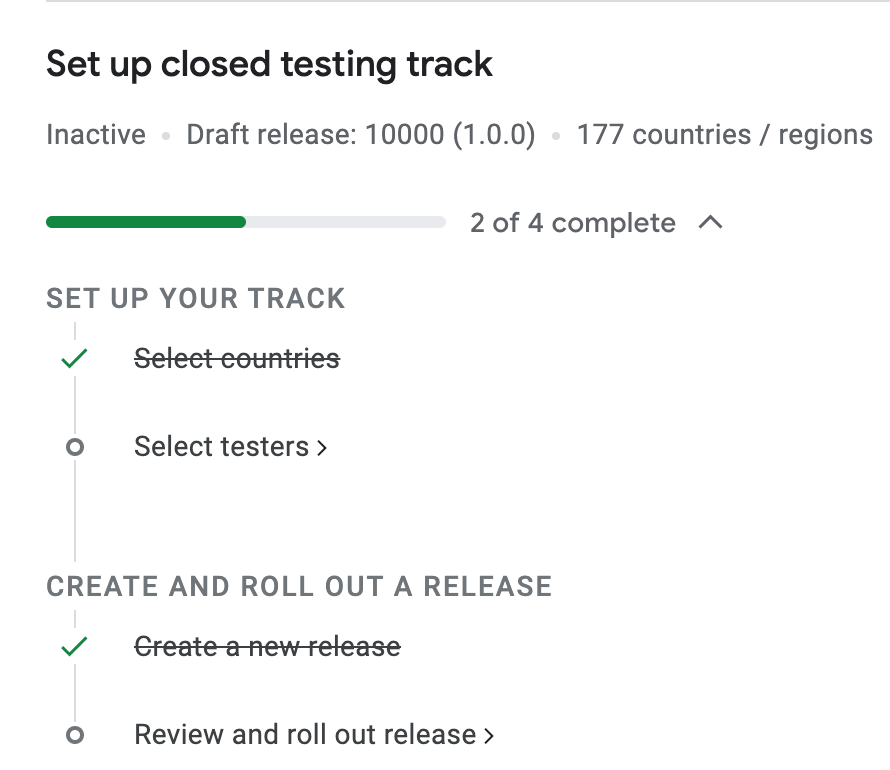 Set up closed testing track
Inactive • Draft release: 10000 (1.0.0) • 177 countries / regions
2 of 4 complete
SET UP YOUR TRACK
Select countries
Select testers >
CREATE AND ROLL OUT A RELEASE
Create a new release
Review and roll out release >